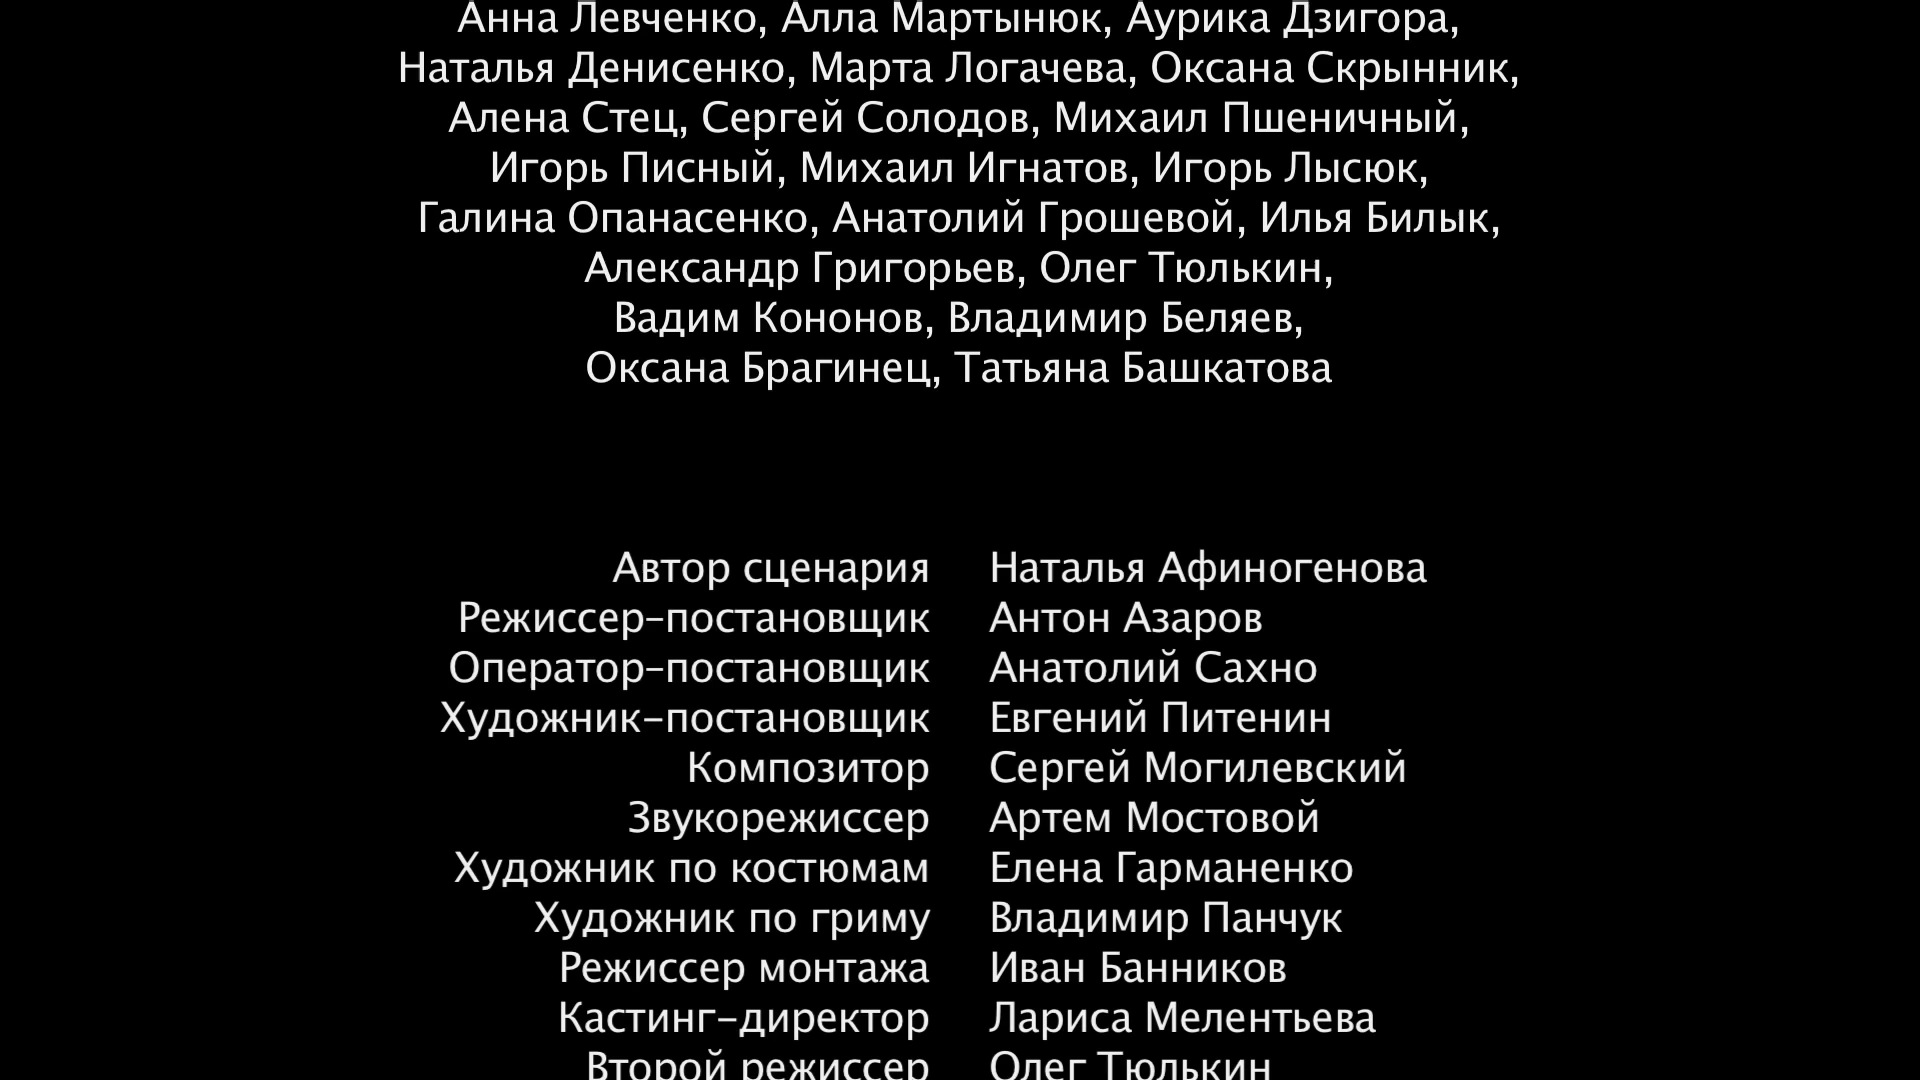 Анна Левченко, Алла Мартынюк, Аурика Дзигора,
Наталья Денисенко, Марта Логачева, Оксана Скрынник,
Алена Стец, Сергей Солодов, Михаил Пшеничный,
Игорь Писный, Михаил Игнатов, Игорь Лысюк,
Галина Опанасенко, Анатолий Грошевой, Илья Билык,
Александр Григорьев, Олег Тюлькин,
Вадим Кононов, Владимир Беляев,
Оксана Брагинец, Татьяна Башкатова
Автор сценария Наталья Афиногенова
Режиссер-постановщик Антон Азаров
Оператор-постановщик Анатолий Сахно
Художник-постановщик Евгений Питенин
Композитор Сергей Могилевский
Звукорежиссер Артем Мостовой
Художник по костюмам Елена Гарманенко
Художник по гриму Владимир Панчук
Режиссер монтажа Иван Банников
Кастинг-директор Лариса Мелентьева
Второй режиссер Олег Тюлькин